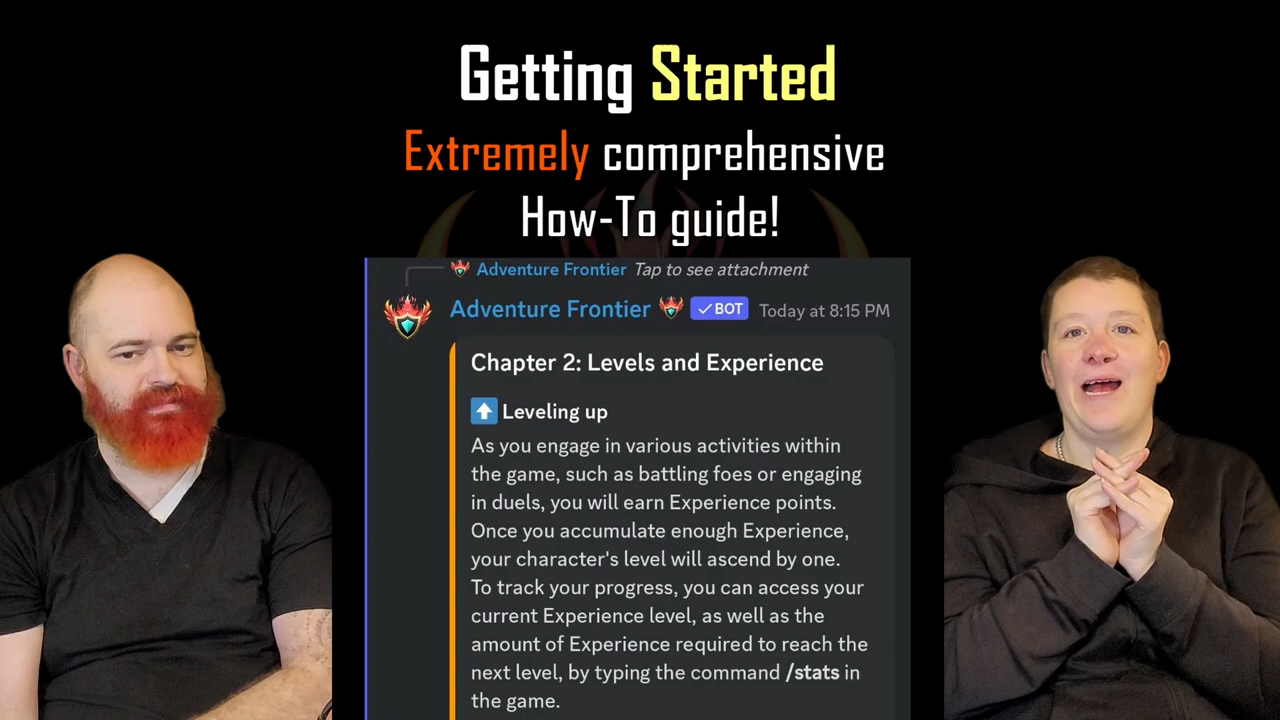 Getting Started
Extremely comprehensive
How-To guide!
Adventure Frontier Tap to see attachment
Adventure Frontier BOT Today at 8:15 PM
Chapter 2: Levels and Experience
Leveling up
As you engage in various activities within
the game, such as battling foes or engaging
in duels, you will earn Experience points.
Once you accumulate enough Experience,
your character's level will ascend by one.
To track your progress, you can access your
current Experience level, as well as the
amount of Experience required to reach the
next level, by typing the command /stats in
the game.